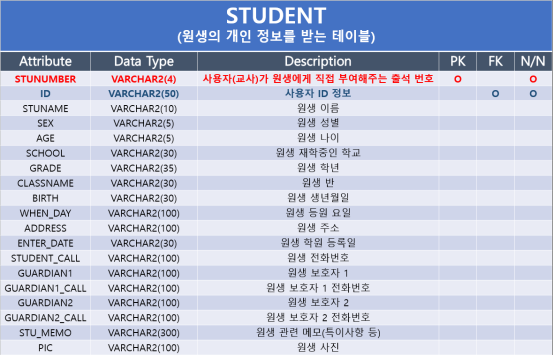 STUDENT
(원생의 개인 정보를 받는 테이블)
Attribute Data Type Description PK FK N/N
STUNUMBER VARCHAR2(4) 사용자(교사)가 원생에게 직접 부여해주는 출석 번호 O O
ID VARCHAR2(50) 사용자 ID 정보 O O
STUNAME VARCHAR2(10) 원생 이름
SEX VARCHAR2(5) 원생 성별
AGE VARCHAR2(5) 원생 나이
SCHOOL VARCHAR2(30) 원생 재학중인 학교
GRADE VARCHAR2(35) 원생 학년
CLASSNAME VARCHAR2(30) 원생 반
BIRTH VARCHAR2(30) 원생 생년월일
WHEN_DAY VARCHAR2(100) 원생 등원 요일
ADDRESS VARCHAR2(100) 원생 주소
ENTER_DATE VARCHAR2(30) 원생 학원 등록일
STUDENT_CALL VARCHAR2(100) 원생 전화번호
GUARDIAN1 VARCHAR2(100) 원생 보호자 1
GUARDIAN1_CALL VARCHAR2(100) 원생 보호자 1 전화번호
GUARDIAN2 VARCHAR2(100) 원생 보호자 2
GUARDIAN2_CALL VARCHAR2(100) 원생 보호자 2 전화번호
STU_MEMO VARCHAR2(300) 원생 관련 메모(특이사항 등)
PIC VARCHAR2(100) 원생 사진